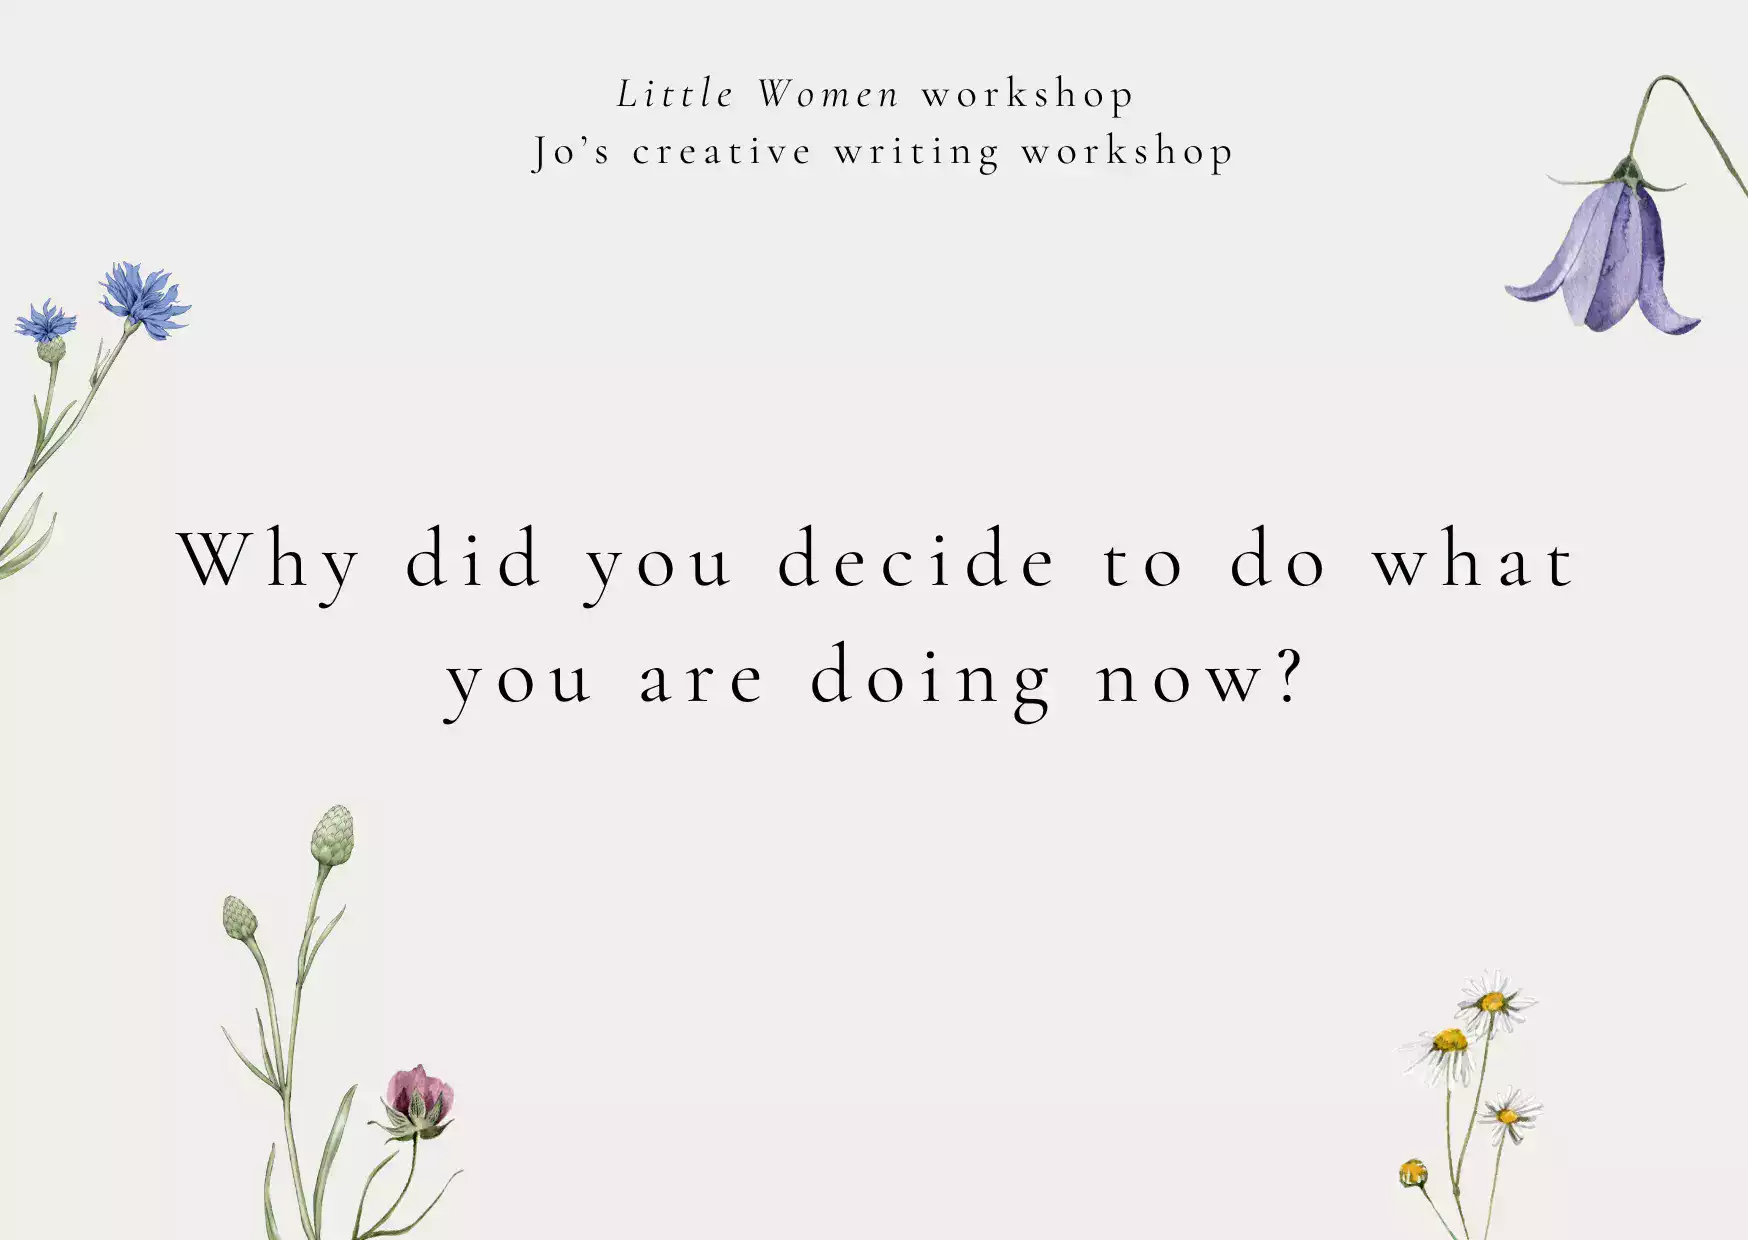 Little Women workshop
Jo’s creative writing workshop
Why did you decide to do what
you are doing now?